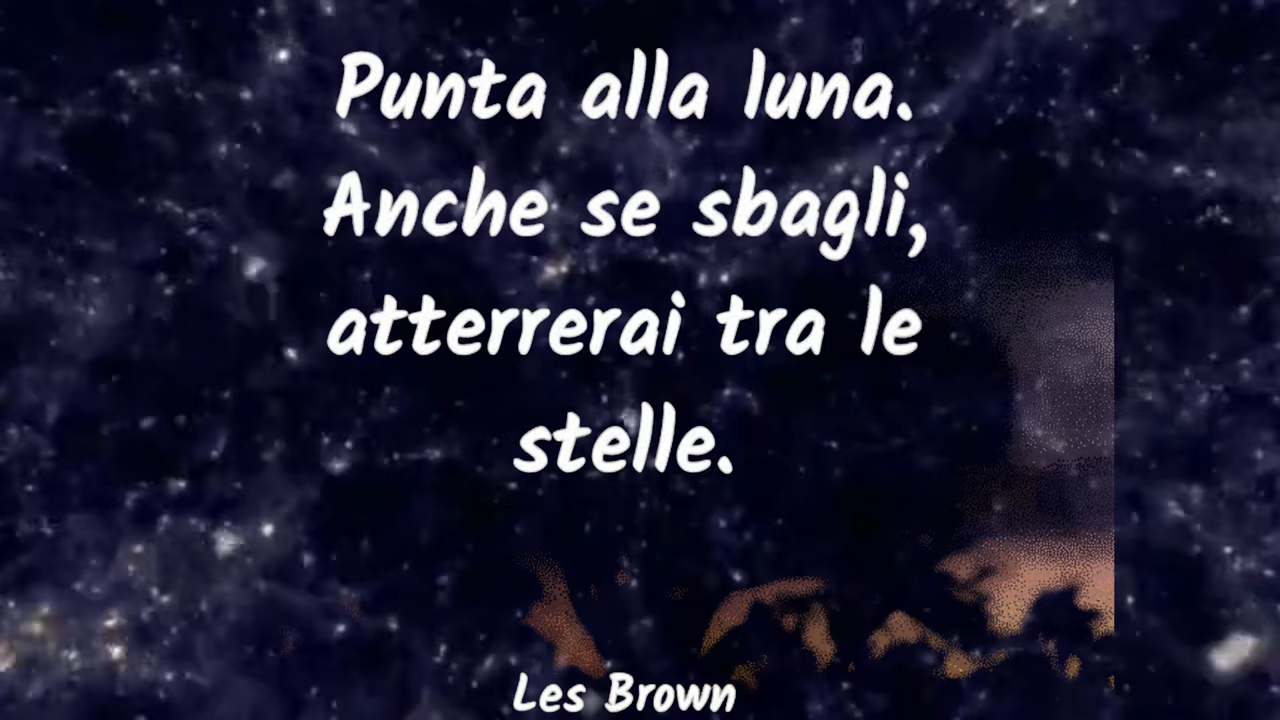 Punta alla luna.
Anche se sbagli,
atterrerai tra le
stelle.
Les Brown